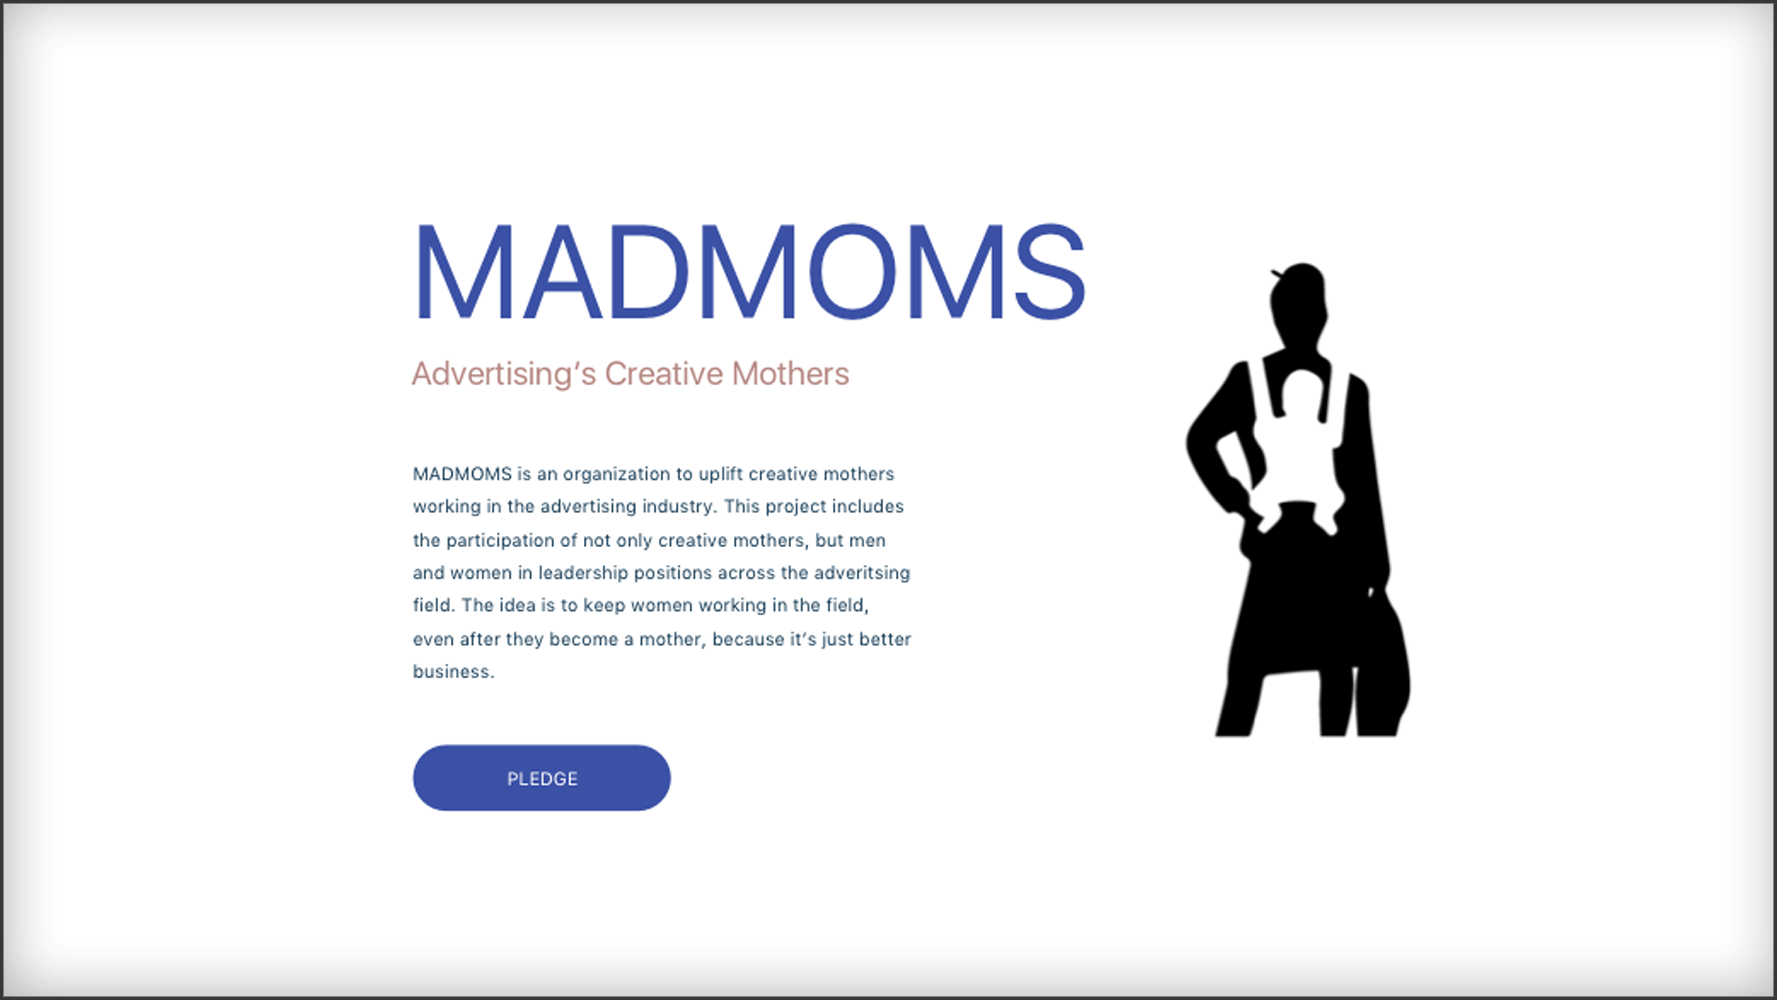 MADMOMS
Advertising’s Creative Mothers
MADMOMS is an organization to uplift creative mothers
working in the advertising industry. This project includes
the participation of not only creative mothers, but men
and women in leadership positions across the adveritsing
field. The idea is to keep women working in the field,
even after they become a mother, because it’s just better
business.
PLEDGE